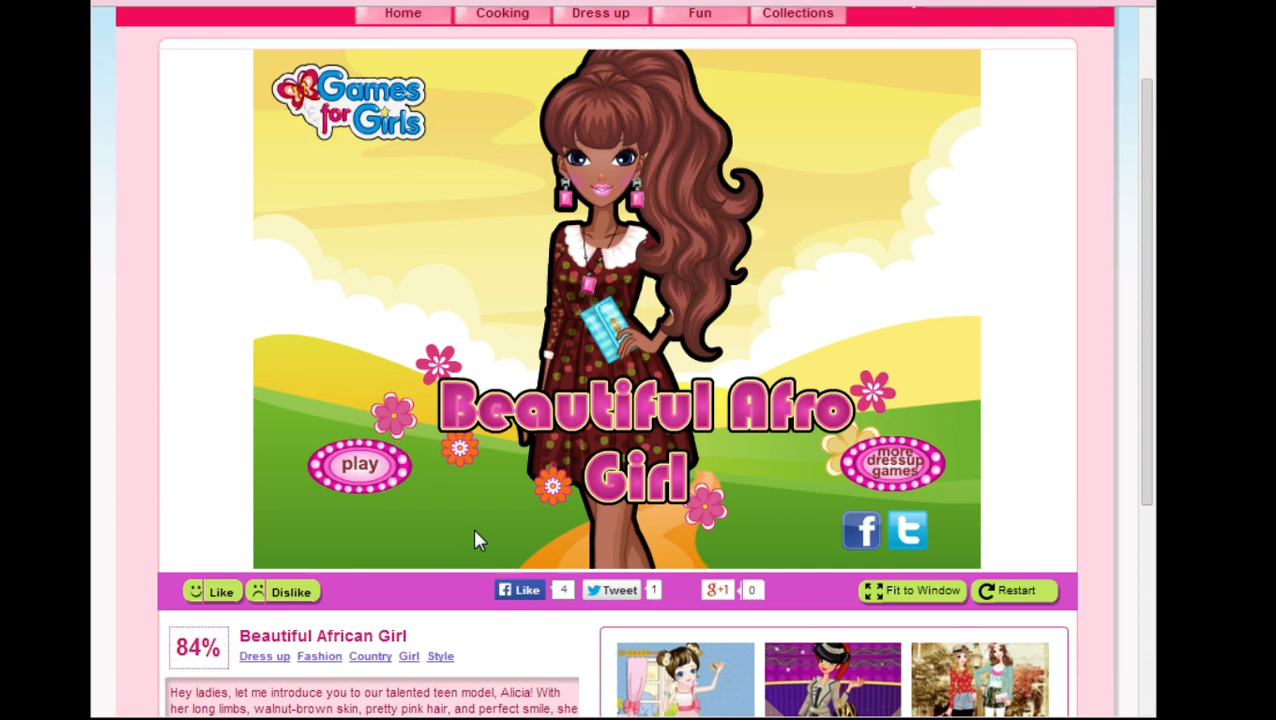 Home Cooking Dress up Fun Collections
Games
for Girls
Beautiful Afro
Girl
play
more
dressup
games
f t
Like Dislike Like 4 Tweet 1 g+1 0 Fit to Window Restart
84%
Beautiful African Girl
Dress up Fashion Country Girl Style
Hey ladies, let me introduce you to our talented teen model, Alicia! With
her long limbs, walnut-brown skin, pretty pink hair, and perfect smile, she